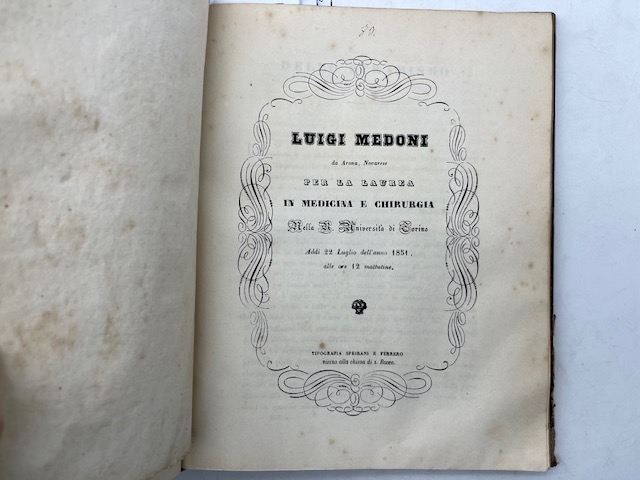 LUIGI MEDONI
da Arona, Novarese
PER LA LAUREA
IN MEDICINA E CHIRURGIA
Nella R. Università di Torino
Addì 22 Luglio dell'anno 1851,
alle ore 12 mattutine.
TIPOGRAFIA SPEIRANI E FERRERO
vicino alla chiesa di s. Rocco.